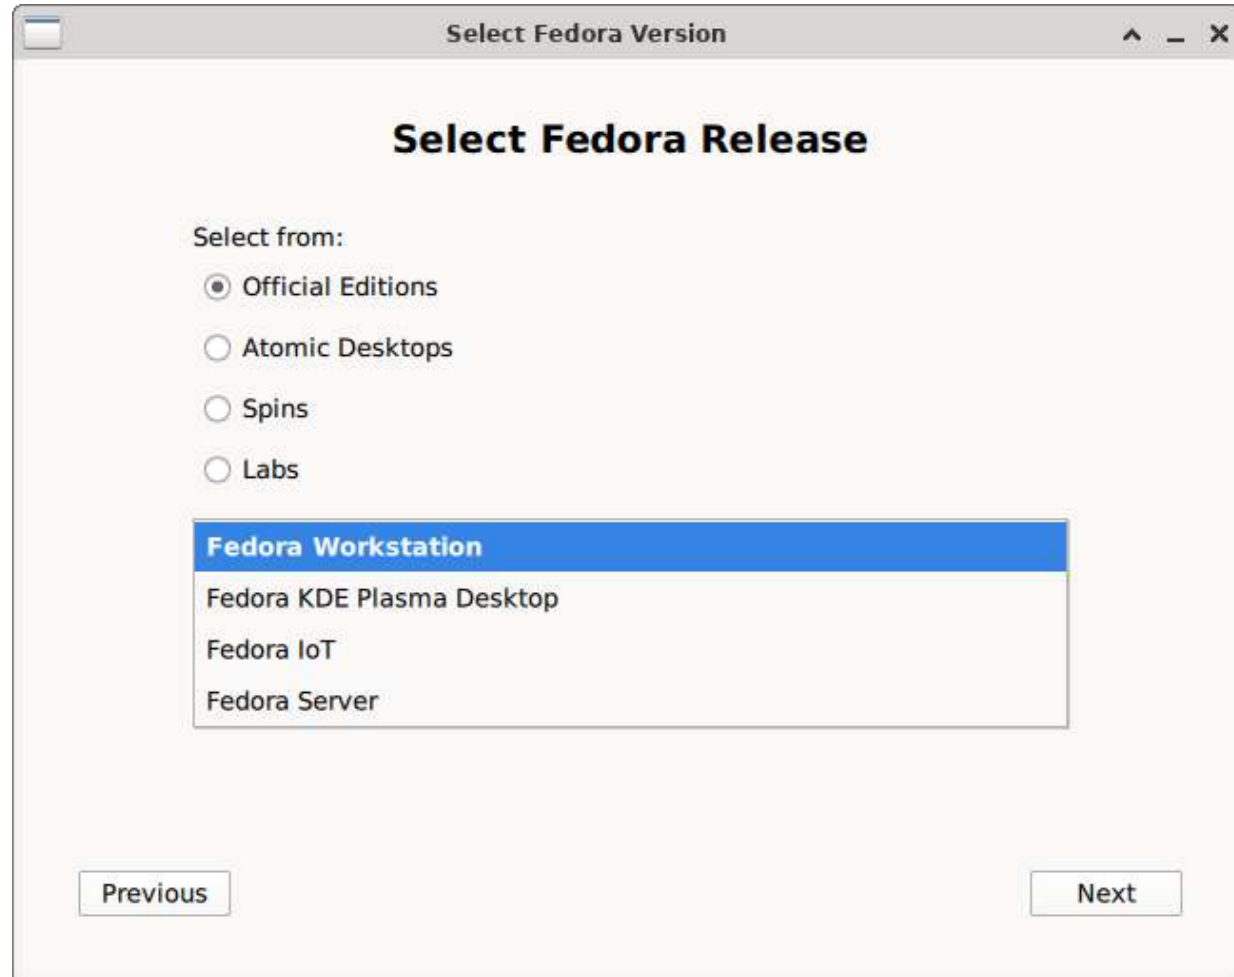 Select Fedora Version
Select Fedora Release
Select from:
Official Editions
Atomic Desktops
Spins
Labs
Fedora Workstation
Fedora KDE Plasma Desktop
Fedora IoT
Fedora Server
Previous
Next